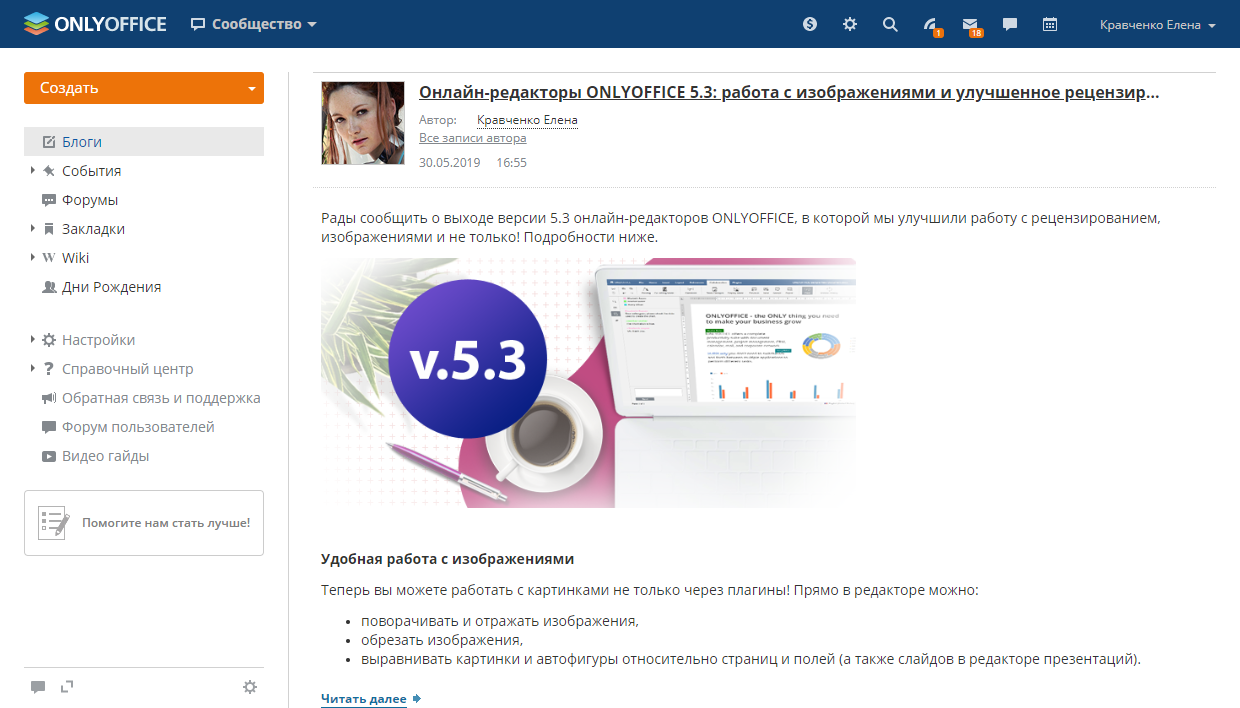 ONLYOFFICE
Сообщество
1
18
Кравченко Елена
Создать
Блоги
События
Форумы
Закладки
Wiki
Дни Рождения
Настройки
Справочный центр
Обратная связь и поддержка
Форум пользователей
Видео гайды
Помогите нам стать лучше!
Онлайн-редакторы ONLYOFFICE 5.3: работа с изображениями и улучшенное рецензир...
Автор: Кравченко Елена
Все записи автора
30.05.2019 16:55
Рады сообщить о выходе версии 5.3 онлайн-редакторов ONLYOFFICE, в которой мы улучшили работу с рецензированием,
изображениями и не только! Подробности ниже.
v.5.3
ONLYOFFICE - the ONLY thing you need
to make your business grow
Удобная работа с изображениями
Теперь вы можете работать с картинками не только через плагины! Прямо в редакторе можно:
• поворачивать и отражать изображения,
• обрезать изображения,
• выравнивать картинки и автофигуры относительно страниц и полей (а также слайдов в редакторе презентаций).
Читать далее